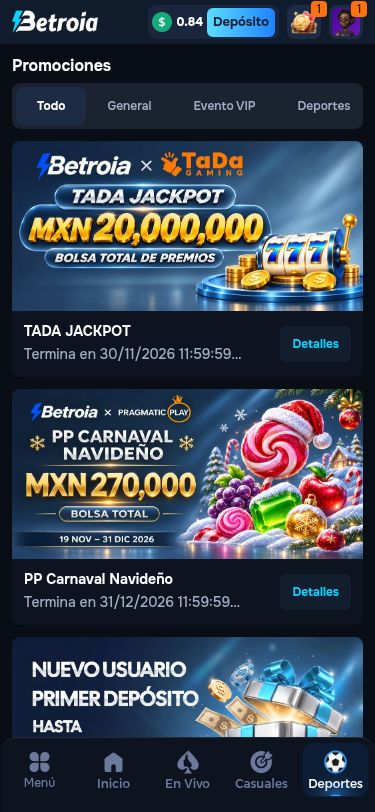 Betroia
$ 0.84 Depósito
1
1
Promociones
Todo General Evento VIP Deportes
Betroia × TaDa GAMING
TADA JACKPOT
MXN 20,000,000
BOLSA TOTAL DE PREMIOS
777
TADA JACKPOT
Termina en 30/11/2026 11:59:59...
Detalles
Betroia × PRAGMATIC PLAY
PP CARNAVAL
NAVIDEÑO
MXN 270,000
BOLSA TOTAL
19 NOV – 31 DIC 2026
PP Carnaval Navideño
Termina en 31/12/2026 11:59:59...
Detalles
NUEVO USUARIO
PRIMER DEPÓSITO
HASTA
Menú Inicio En Vivo Casuales Deportes